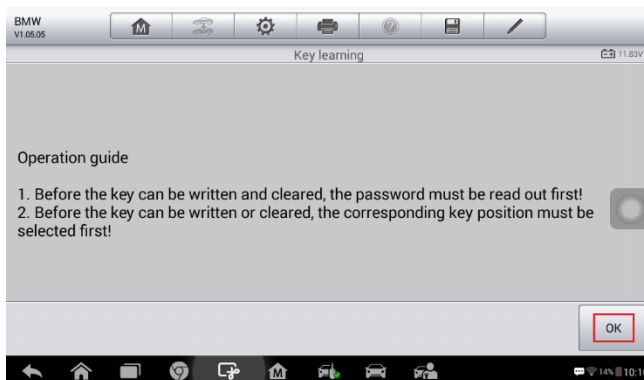 BMW
V1.05.05
M
Key learning
11.83V
Operation guide
1. Before the key can be written and cleared, the password must be read out first!
2. Before the key can be written or cleared, the corresponding key position must be
selected first!
OK
M
14% 10:1